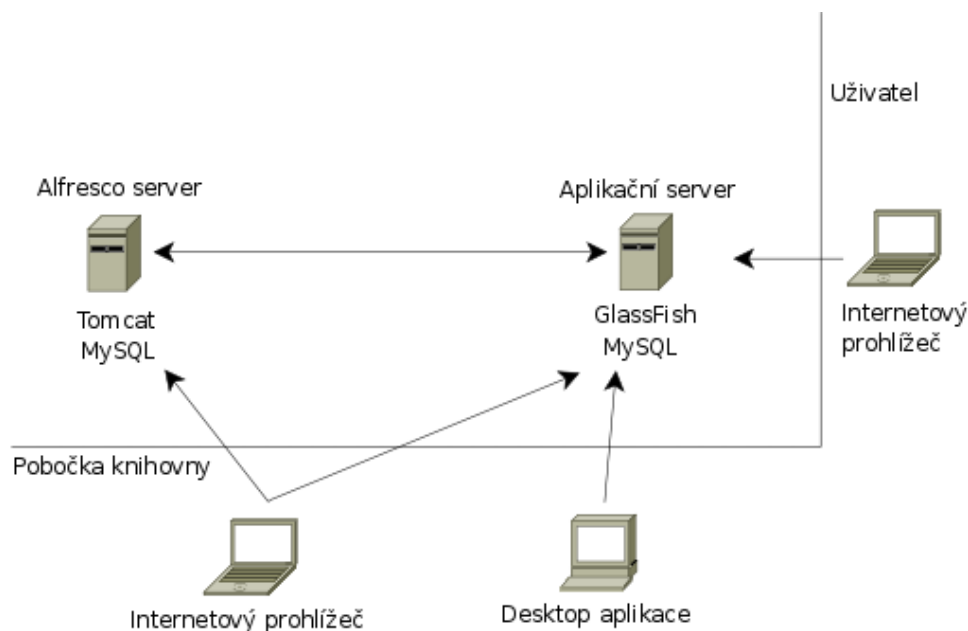 Uživatel
Alfresco server
Aplikační server
Tomcat
MySQL
GlassFish
MySQL
Internetový
prohlížeč
Pobočka knihovny
Internetový prohlížeč
Desktop aplikace